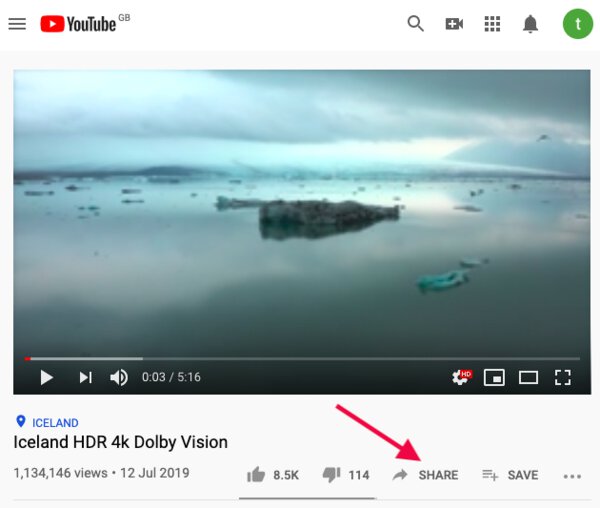 YouTube GB
t
0:03 / 5:16
HD
ICELAND
Iceland HDR 4k Dolby Vision
1,134,146 views • 12 Jul 2019 8.5K 114 SHARE SAVE